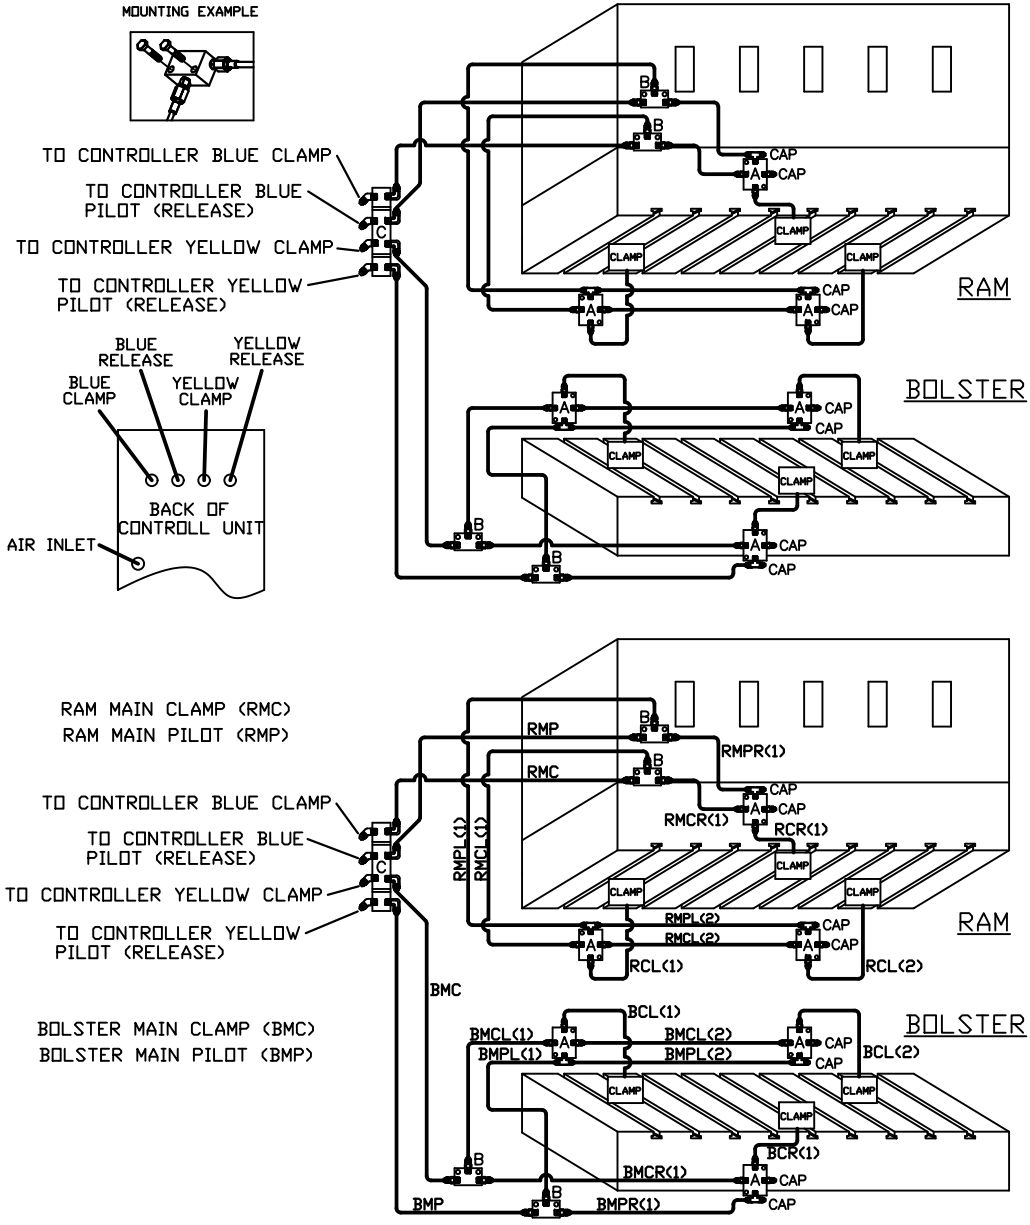 MOUNTING EXAMPLE
B
B
TO CONTROLLER BLUE CLAMP
CAP
A
CAP
TO CONTROLLER BLUE
PILOT (RELEASE)
C
CLAMP
TO CONTROLLER YELLOW CLAMP
CLAMP
CLAMP
TO CONTROLLER YELLOW
PILOT (RELEASE)
RAM
CAP
A
A
CAP
BLUE
RELEASE
YELLOW
RELEASE
BLUE
CLAMP
YELLOW
CLAMP
BOLSTER
A
A
CAP
CAP
CLAMP
CLAMP
CLAMP
BACK OF
CONTROLL UNIT
AIR INLET
B
B
A
CAP
CAP
RAM MAIN CLAMP (RMC)
RAM MAIN PILOT (RMP)
B
RMP
RMPR(1)
B
RMC
CAP
A
CAP
TO CONTROLLER BLUE CLAMP
RMCR(1)
RCR(1)
RMPL(1)
RMCL(1)
TO CONTROLLER BLUE
PILOT (RELEASE)
C
CLAMP
TO CONTROLLER YELLOW CLAMP
CLAMP
CLAMP
TO CONTROLLER YELLOW
PILOT (RELEASE)
RAM
RMPL(2)
CAP
RMCL(2)
A
A
CAP
RCL(1)
RCL(2)
BMC
BOLSTER MAIN CLAMP (BMC)
BOLSTER MAIN PILOT (BMP)
BCL(1)
BOLSTER
BMCL(1)
A
BMCL(2)
A
CAP
BMPL(1)
BMPL(2)
BCL(2)
CAP
CLAMP
CLAMP
CLAMP
BCR(1)
B
BMCR(1)
A
CAP
B
BMP
BMPR(1)
CAP